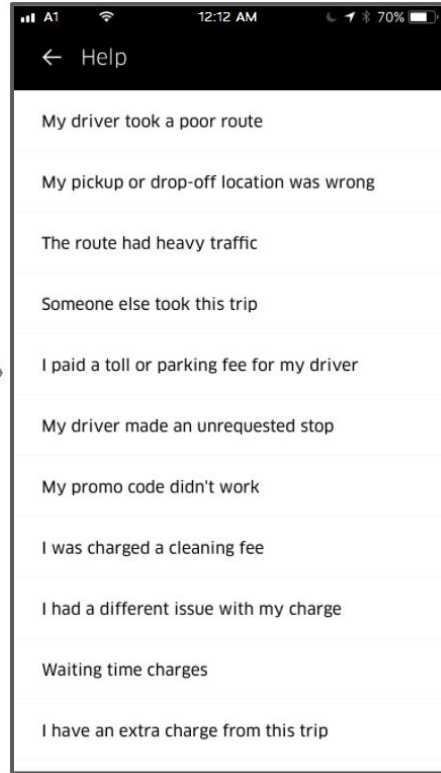 A1 12:12 AM 70%
← Help
My driver took a poor route
My pickup or drop-off location was wrong
The route had heavy traffic
Someone else took this trip
I paid a toll or parking fee for my driver
My driver made an unrequested stop
My promo code didn't work
I was charged a cleaning fee
I had a different issue with my charge
Waiting time charges
I have an extra charge from this trip